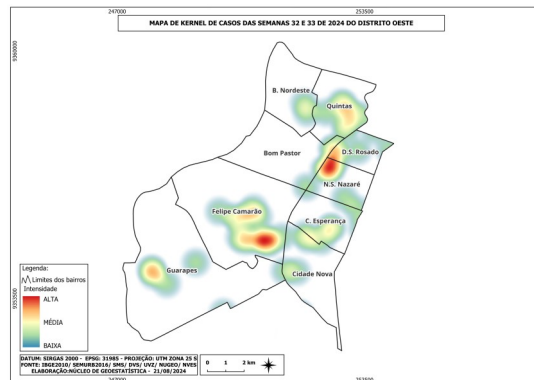 247000
253500
MAPA DE KERNEL DE CASOS DAS SEMANAS 32 E 33 DE 2024 DO DISTRITO OESTE
9360000
B. Nordeste
Quintas
Bom Pastor
D.S. Rosado
N.S. Nazaré
Felipe Camarão
C. Esperança
Guarapes
Cidade Nova
9353500
Legenda:
Limites dos bairros
Intensidade
ALTA
MÉDIA
BAIXA
DATUM: SIRGAS 2000 - EPSG: 31985 - PROJEÇÃO: UTM ZONA 25 S
FONTE: IBGE2010/ SEMURB2016/ SMS/ DVS/ UVZ/ NUGEO/ NVES
ELABORAÇÃO:NÚCLEO DE GEOESTATÍSTICA - 21/08/2024
0 1 2 km
247000
253500